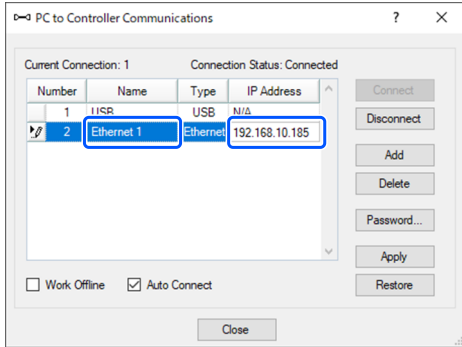 PC to Controller Communications ? ×
Current Connection: 1 Connection Status: Connected
Number Name Type IP Address Connect
1 USB USB N/A
2 Ethernet 1 Ethernet 192.168.10.185 Disconnect
Add
Delete
Password...
Apply
Work Offline Auto Connect Restore
Close